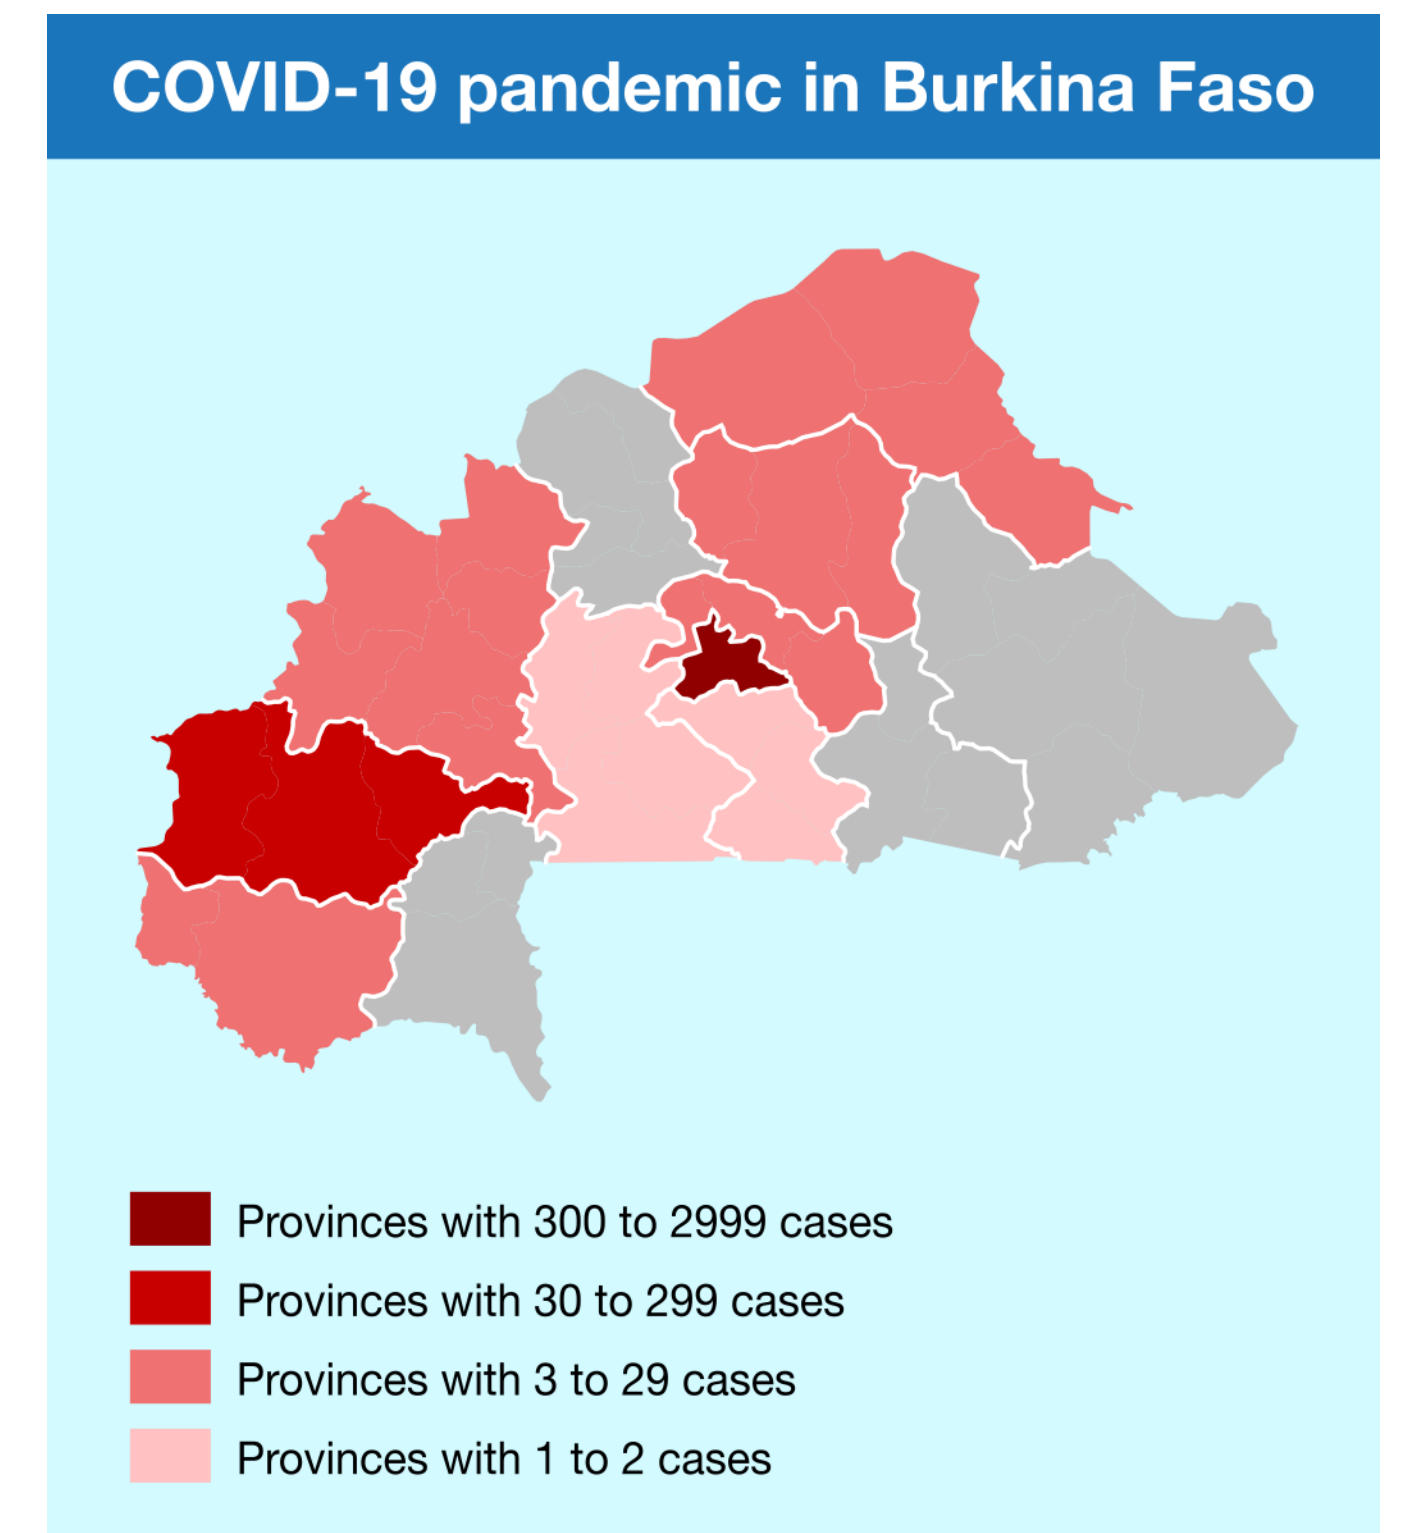 COVID-19 pandemic in Burkina Faso
Provinces with 300 to 2999 cases
Provinces with 30 to 299 cases
Provinces with 3 to 29 cases
Provinces with 1 to 2 cases